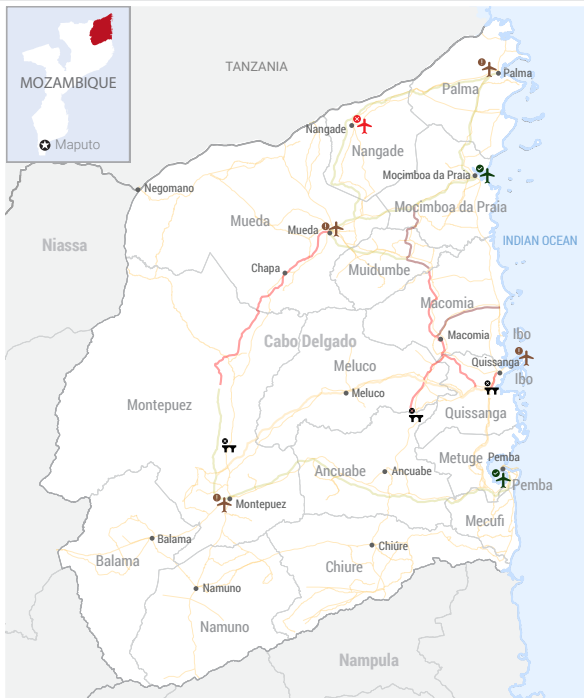 MOZAMBIQUE
Maputo
TANZANIA
Palma
Palma
Nangade
Nangade
Mocimboa da Praia
Mocimboa da Praia
Negomano
Mueda
Mueda
Niassa
INDIAN OCEAN
Chapa
Muidumbe
Macomia
Cabo Delgado
Macomia
Ibo
Meluco
Quissanga
Ibo
Meluco
Montepuez
Quissanga
Metuge
Pemba
Ancuabe
Ancuabe
Pemba
Montepuez
Mecufi
Balama
Chiúre
Balama
Chiure
Namuno
Namuno
Nampula